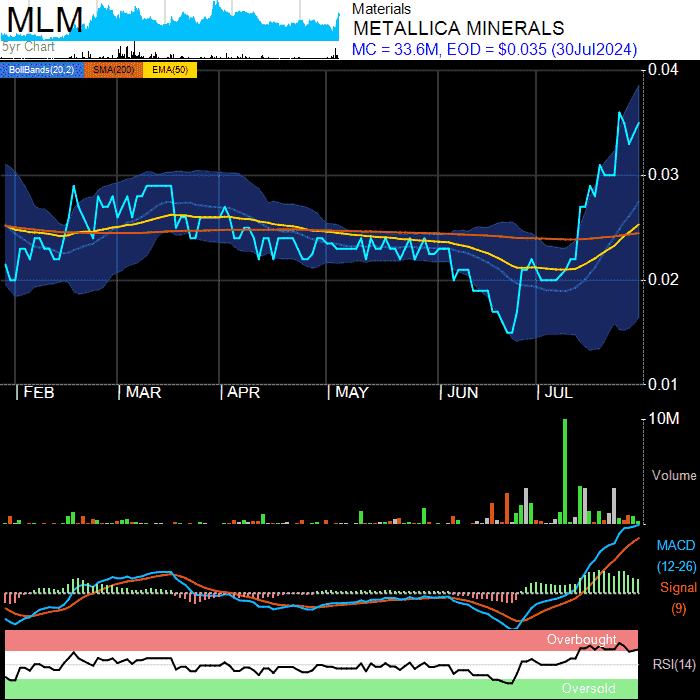 MLM
5yr Chart
Materials
METALLICA MINERALS
MC = 33.6M, EOD = $0.035 (30Jul2024)
BollBands(20,2) SMA(200) EMA(50)
0.04
0.03
0.02
0.01
FEB MAR APR MAY JUN JUL
10M
Volume
MACD
(12-26)
Signal
(9)
Overbought
RSI(14)
Oversold